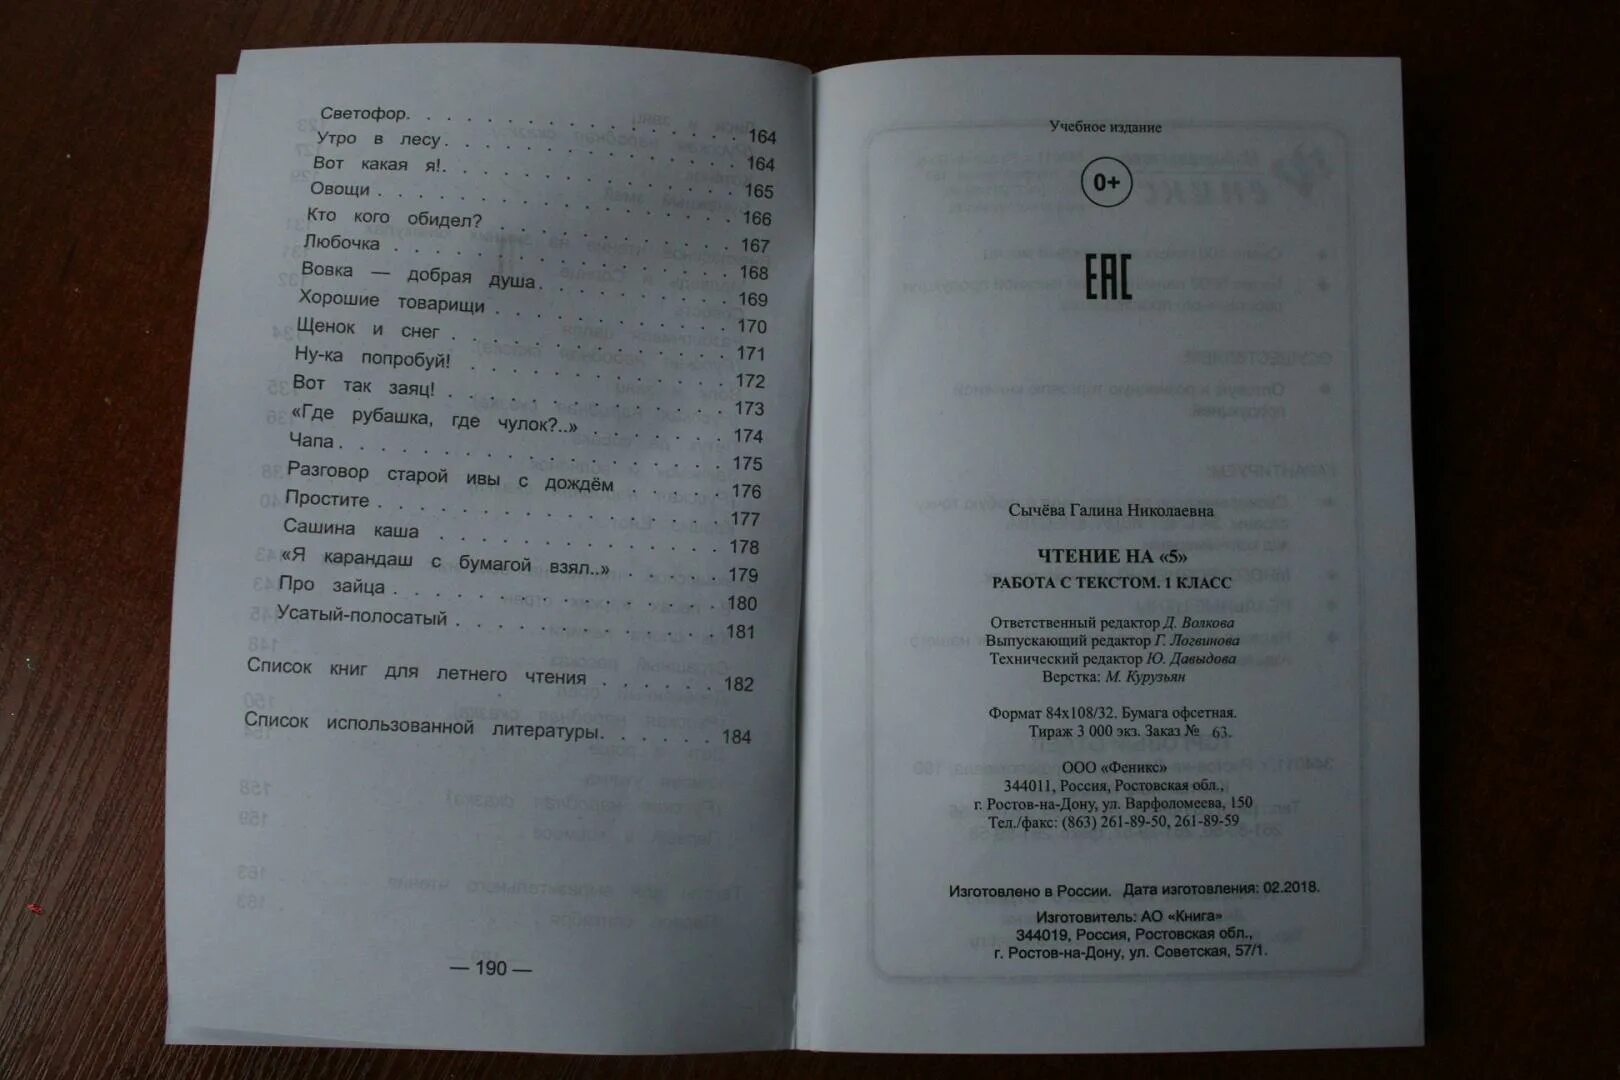 Светофор. . . . . . . . . . . . . . . . 164
Утро в лесу. . . . . . . . . . . . . . . 164
Вот какая я!. . . . . . . . . . . . . . . 165
Овощи . . . . . . . . . . . . . . . . . 166
Кто кого обидел? . . . . . . . . . . . . 167
Любочка . . . . . . . . . . . . . . . . 168
Вовка — добрая душа. . . . . . . . . . 169
Хорошие товарищи . . . . . . . . . . . 170
Щенок и снег . . . . . . . . . . . . . . 171
Ну-ка попробуй! . . . . . . . . . . . . . 172
Вот так заяц! . . . . . . . . . . . . . . 173
«Где рубашка, где чулок?..» . . . . . . . 174
Чапа. . . . . . . . . . . . . . . . . . . 175
Разговор старой ивы с дождём . . . . . 176
Простите . . . . . . . . . . . . . . . . 177
Сашина каша . . . . . . . . . . . . . . 178
«Я карандаш с бумагой взял..» . . . . . 179
Про зайца . . . . . . . . . . . . . . . . 180
Усатый-полосатый . . . . . . . . . . . . 181
Список книг для летнего чтения . . . . . . 182
Список использованной литературы. . . . . . 184
— 190 —
Учебное издание
0+
ЕАС
Сычёва Галина Николаевна
ЧТЕНИЕ НА «5»
РАБОТА С ТЕКСТОМ. 1 КЛАСС
Ответственный редактор Д. Волкова
Выпускающий редактор Г. Логвинова
Технический редактор Ю. Давыдова
Верстка: М. Курузьян
Формат 84х108/32. Бумага офсетная.
Тираж 3 000 экз. Заказ № 63.
ООО «Феникс»
344011, Россия, Ростовская обл.,
г. Ростов-на-Дону, ул. Варфоломеева, 150
Тел./факс: (863) 261-89-50, 261-89-59
Изготовлено в России. Дата изготовления: 02.2018.
Изготовитель: АО «Книга»
344019, Россия, Ростовская обл.,
г. Ростов-на-Дону, ул. Советская, 57/1.